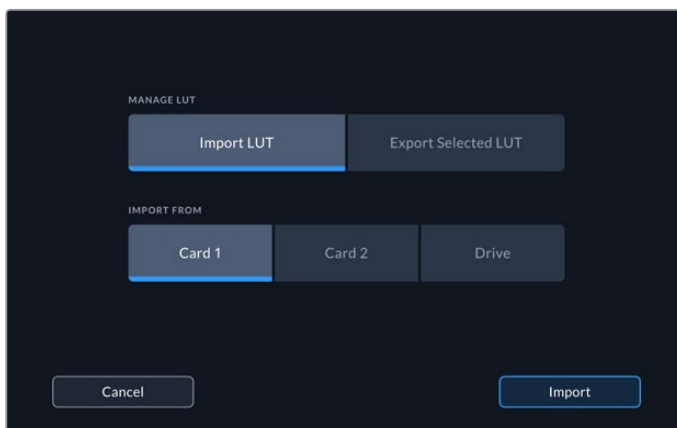 MANAGE LUT
Import LUT Export Selected LUT
IMPORT FROM
Card 1 Card 2 Drive
Cancel Import